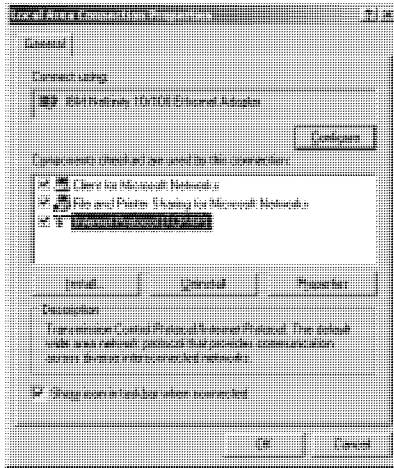 Local Area Connection Properties
General
Connect using:
IBM Netfinity 10/100 Ethernet Adapter
Configure
Components checked are used by this connection:
Client for Microsoft Networks
File and Printer Sharing for Microsoft Networks
Internet Protocol (TCP/IP)
Install...
Uninstall
Properties
Description
Transmission Control Protocol/Internet Protocol. The default
wide area network protocol that provides communication
across diverse interconnected networks.
Show icon in taskbar when connected
OK
Cancel